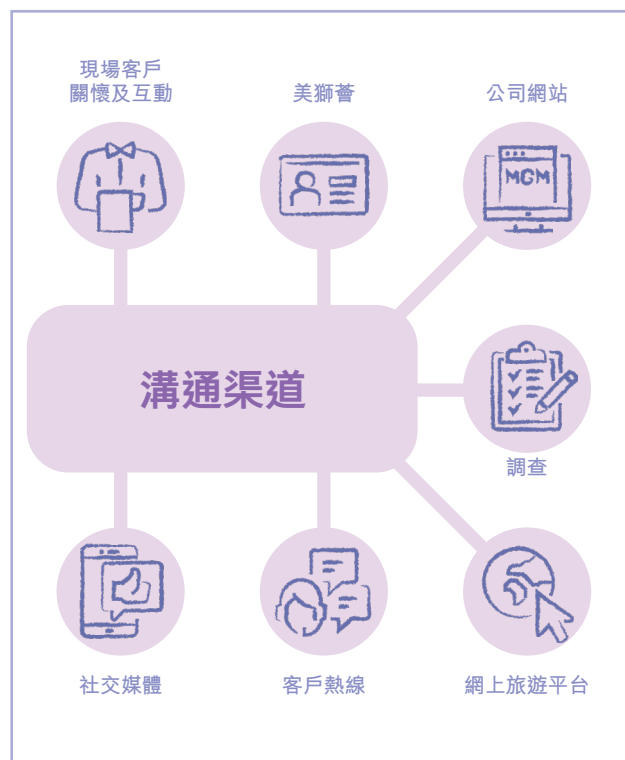 現場客戶
關懷及互動
美獅薈
公司網站
MGM
溝通渠道
調查
社交媒體
客戶熱線
網上旅遊平台